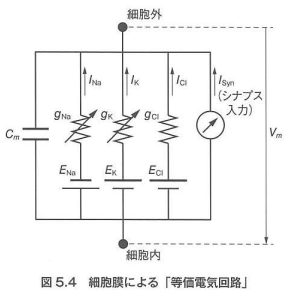 細胞外
I_Na I_K I_Cl I_Syn
(シナプス
入力)
g_Na g_K g_Cl
C_m V_m
E_Na E_K E_Cl
細胞内
図 5.4 細胞膜による「等価電気回路」